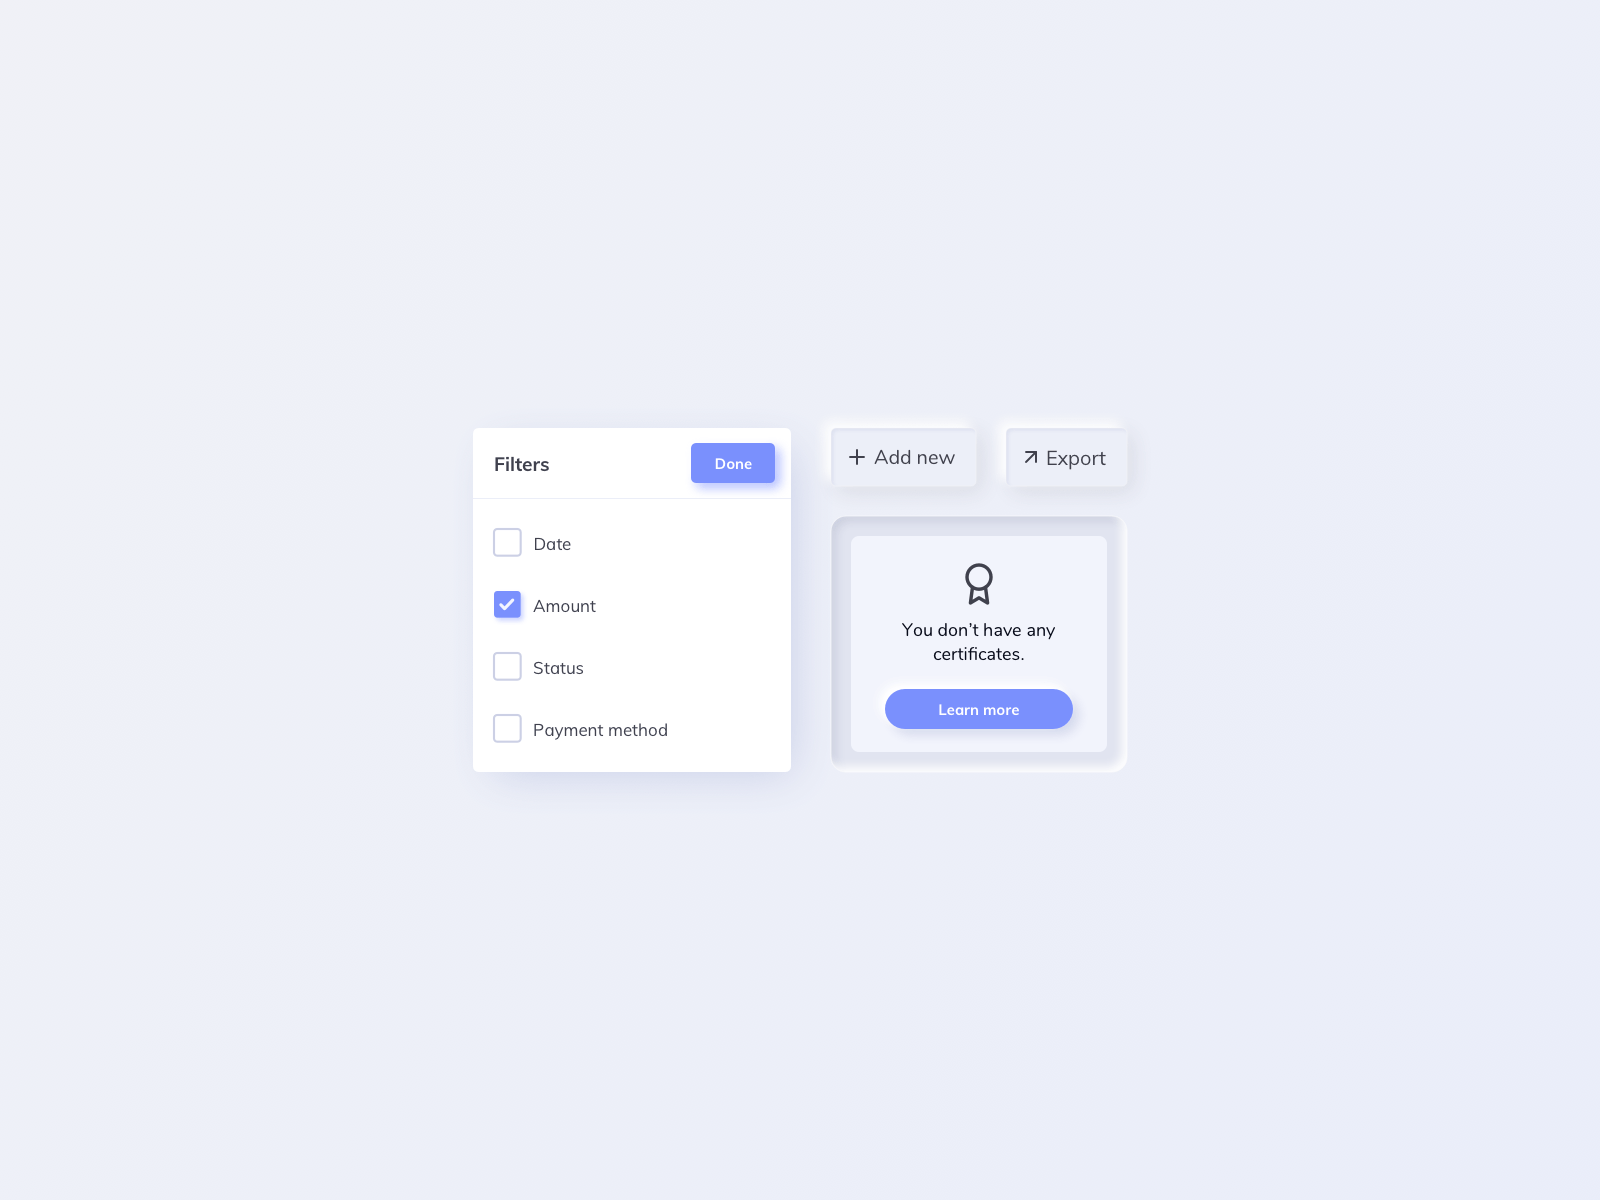 Filters
Done
Date
Amount
Status
Payment method
Add new
Export
You don’t have any
certificates.
Learn more